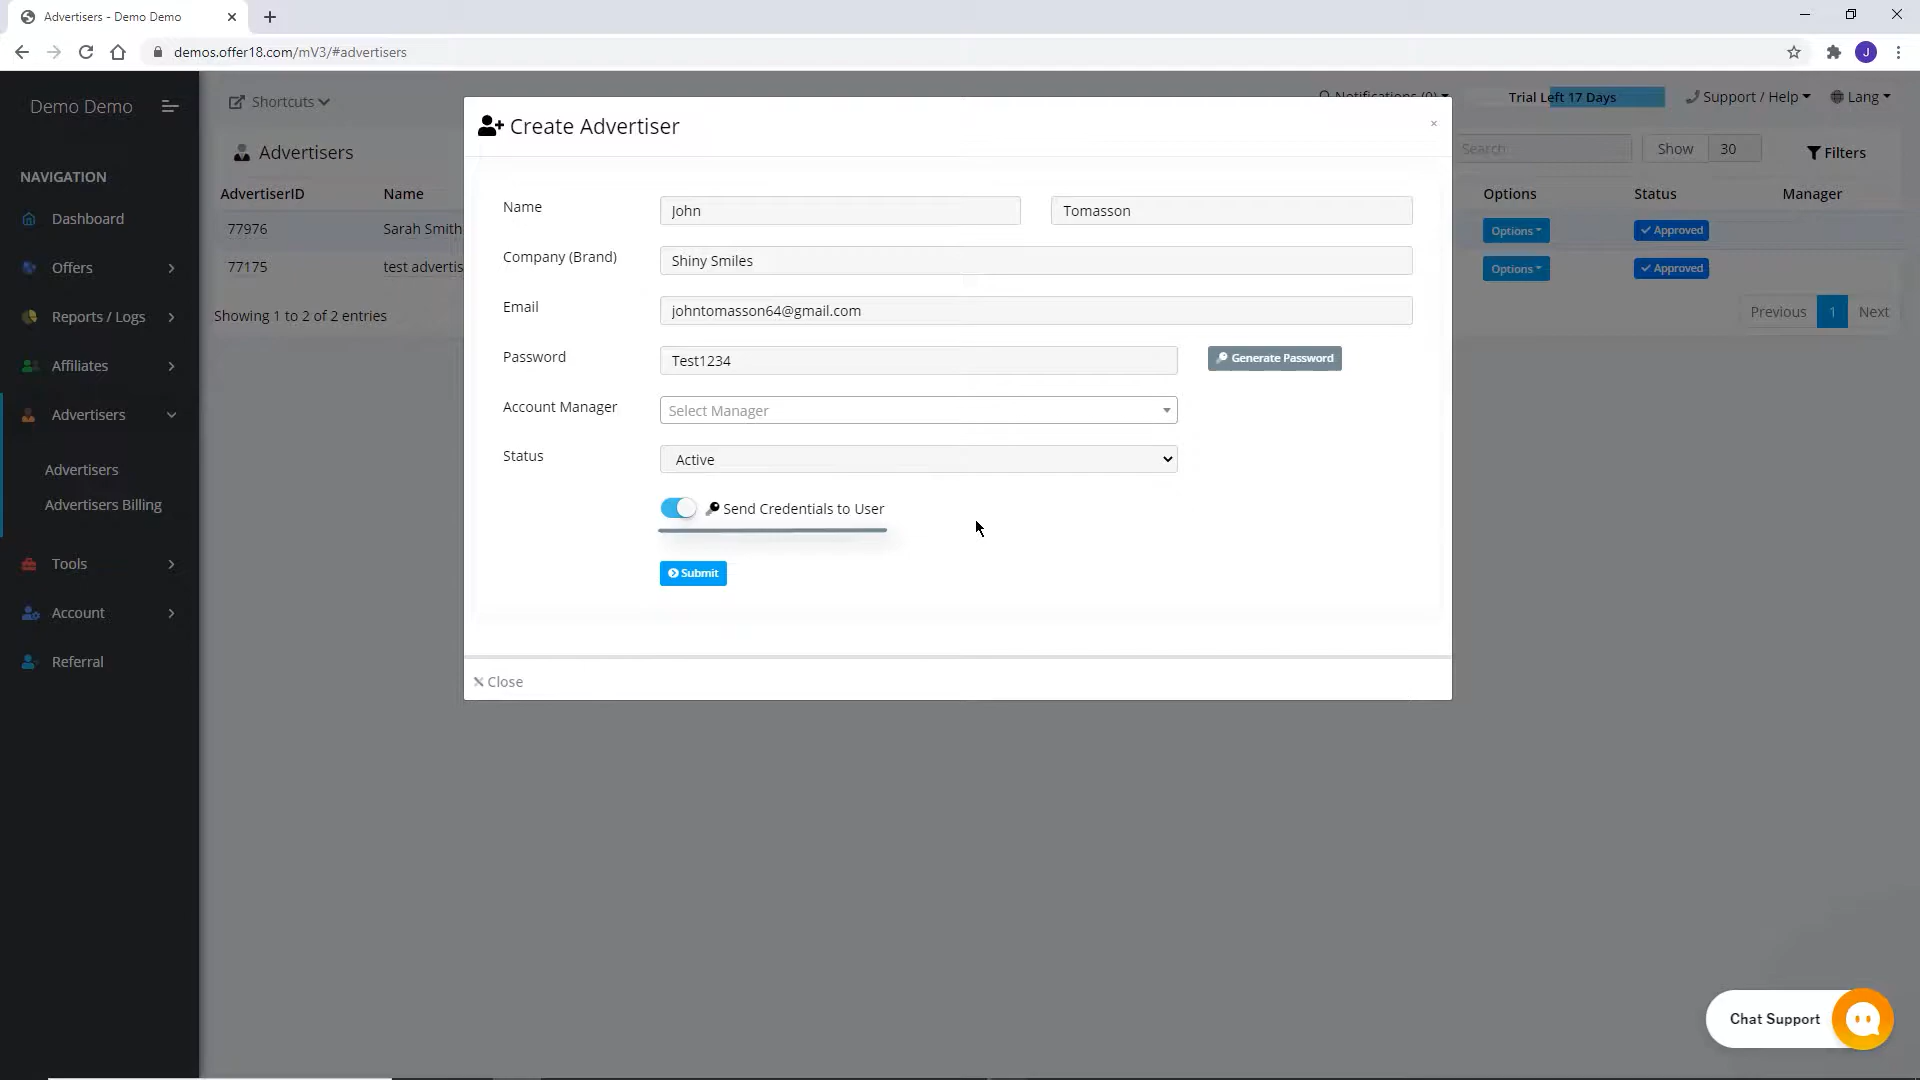 Advertisers - Demo Demo
demos.offer18.com/mV3/#advertisers
J
Demo Demo
Shortcuts
Notifications (0)
Trial Left 17 Days
Support / Help
Lang
Create Advertiser
×
Advertisers
Search...
Show 30
Filters
NAVIGATION
Dashboard
Offers
Reports / Logs
Affiliates
Advertisers
Advertisers
Advertisers Billing
Tools
Account
Referral
AdvertiserID Name Options Status Manager
77976 Sarah Smith Options Approved
77175 test advertis Options Approved
Showing 1 to 2 of 2 entries
Previous 1 Next
Name John Tomasson
Company (Brand) Shiny Smiles
Email johntomasson64@gmail.com
Password Test1234 Generate Password
Account Manager Select Manager
Status Active
Send Credentials to User
Submit
Close
Chat Support